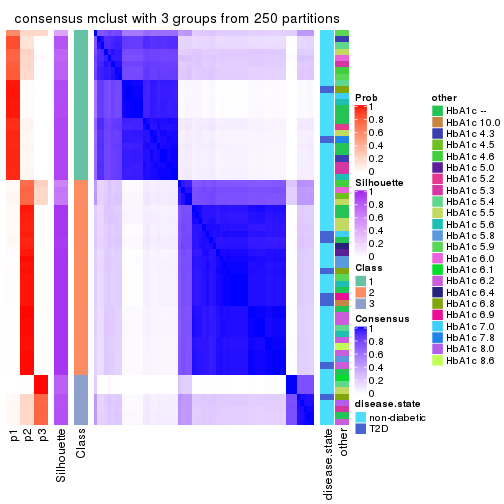 consensus mclust with 3 groups from 250 partitions
p1
p2
p3
Silhouette
Class
disease.state
other
Prob
1
0.8
0.6
0.4
0.2
0
Silhouette
1
0.8
0.6
0.4
0.2
0
Class
1
2
3
Consensus
1
0.8
0.6
0.4
0.2
0
disease.state
non-diabetic
T2D
other
HbA1c --
HbA1c 10.0
HbA1c 4.3
HbA1c 4.5
HbA1c 4.6
HbA1c 5.0
HbA1c 5.2
HbA1c 5.3
HbA1c 5.4
HbA1c 5.5
HbA1c 5.6
HbA1c 5.8
HbA1c 5.9
HbA1c 6.0
HbA1c 6.1
HbA1c 6.2
HbA1c 6.4
HbA1c 6.8
HbA1c 6.9
HbA1c 7.0
HbA1c 7.8
HbA1c 8.0
HbA1c 8.6